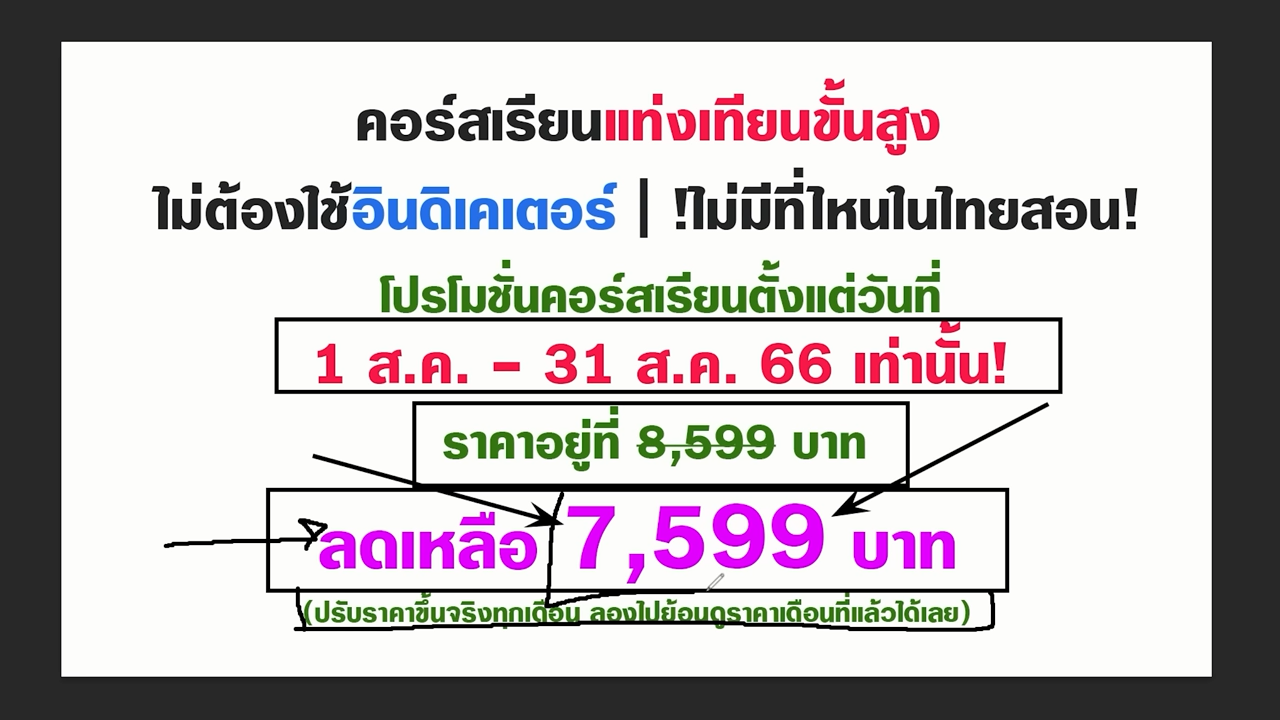 คอร์สเรียนแท่งเทียนขั้นสูง
ไม่ต้องใช้อินดิเคเตอร์ | !ไม่มีที่ไหนในไทยสอน!
โปรโมชั่นคอร์สเรียนตั้งแต่วันที่
1 ส.ค. - 31 ส.ค. 66 เท่านั้น!
ราคาอยู่ที่ 8,599 บาท
ลดเหลือ 7,599 บาท
(ปรับราคาขึ้นจริงทุกเดือน ลองไปย้อนดูราคาเดือนที่แล้วได้เลย)